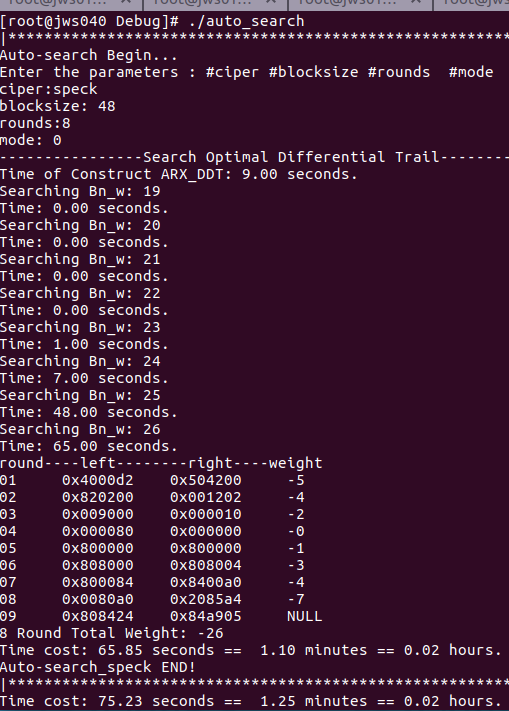 [root@jws040 Debug]# ./auto_search
|************************************************************
Auto-search Begin...
Enter the parameters : #ciper #blocksize #rounds  #mode
ciper:speck
blocksize: 48
rounds:8
mode: 0
----------------Search Optimal Differential Trail--------
Time of Construct ARX_DDT: 9.00 seconds.
Searching Bn_w: 19
Time: 0.00 seconds.
Searching Bn_w: 20
Time: 0.00 seconds.
Searching Bn_w: 21
Time: 0.00 seconds.
Searching Bn_w: 22
Time: 0.00 seconds.
Searching Bn_w: 23
Time: 1.00 seconds.
Searching Bn_w: 24
Time: 7.00 seconds.
Searching Bn_w: 25
Time: 48.00 seconds.
Searching Bn_w: 26
Time: 65.00 seconds.
round----left--------right----weight
01     0x4000d2    0x504200     -5
02     0x820200    0x001202     -4
03     0x009000    0x000010     -2
04     0x000080    0x000000     -0
05     0x800000    0x800000     -1
06     0x808000    0x808004     -3
07     0x800084    0x8400a0     -4
08     0x0080a0    0x2085a4     -7
09     0x808424    0x84a905     NULL
8 Round Total Weight: -26
Time cost: 65.85 seconds ==  1.10 minutes == 0.02 hours.
Auto-search_speck END!
|************************************************************
Time cost: 75.23 seconds ==  1.25 minutes == 0.02 hours.